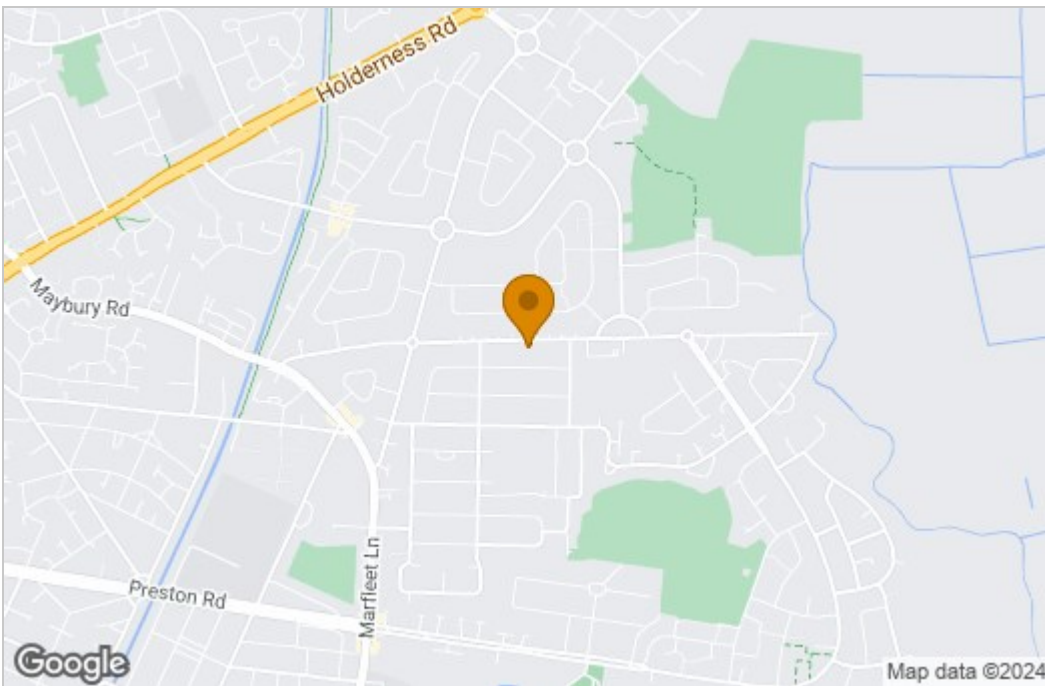 Holderness Rd
Maybury Rd
Preston Rd
Marfleet Ln
Google
Map data ©2024